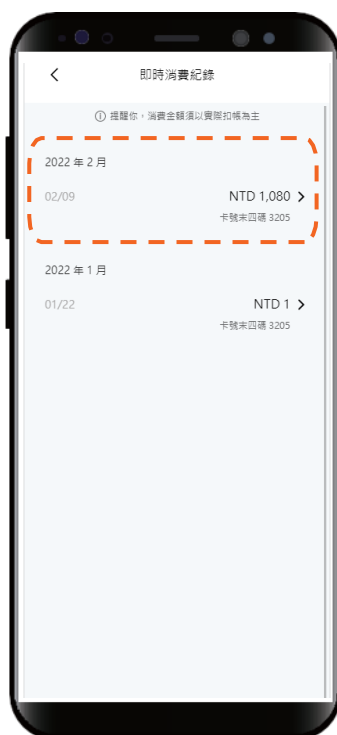 即時消費紀錄
提醒你，消費金額須以實際扣帳為主
2022 年 2 月
02/09 NTD 1,080
卡號末四碼 3205
2022 年 1 月
01/22 NTD 1
卡號末四碼 3205